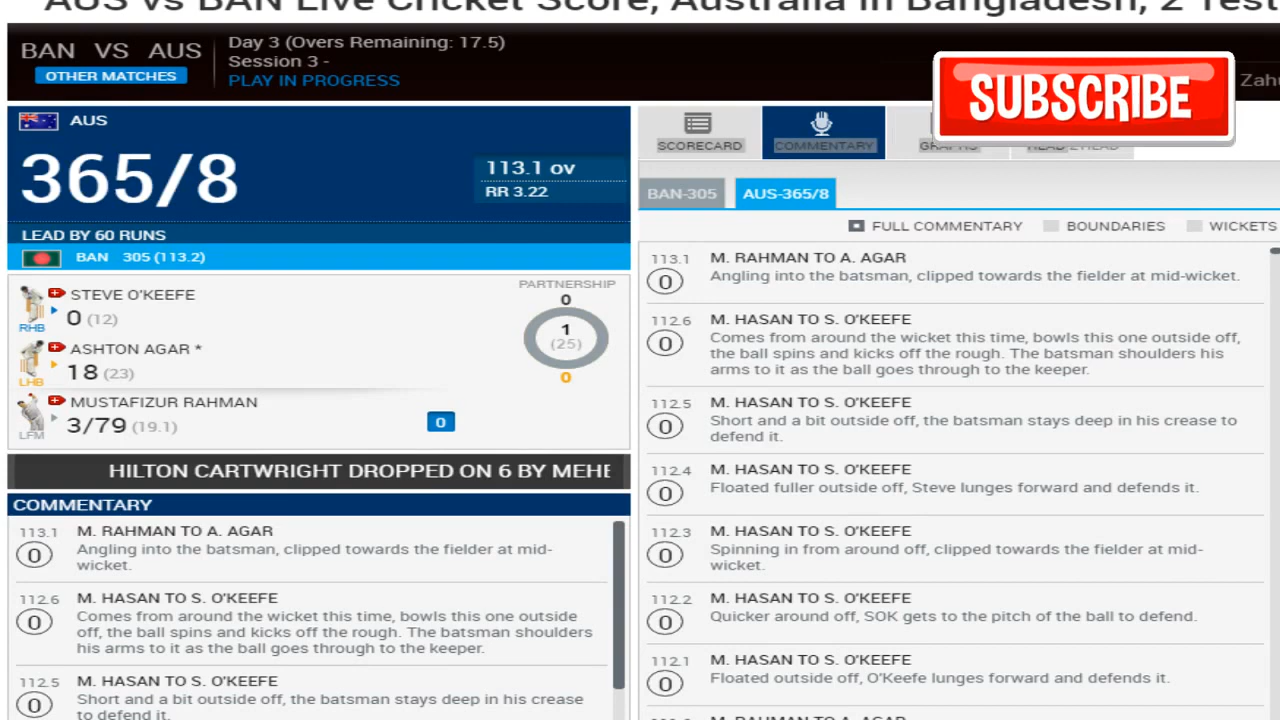 AUS vs BAN Live Cricket Score, Australia in Bangladesh, 2 Test
BAN VS AUS
OTHER MATCHES
Day 3 (Overs Remaining: 17.5)
Session 3 -
PLAY IN PROGRESS
SUBSCRIBE
AUS
365/8
113.1 ov
RR 3.22
LEAD BY 60 RUNS
BAN 305 (113.2)
STEVE O'KEEFE
0 (12)
RHB
ASHTON AGAR *
18 (23)
LHB
MUSTAFIZUR RAHMAN
3/79 (19.1)
LFM
0
PARTNERSHIP
0
1
(25)
0
HILTON CARTWRIGHT DROPPED ON 6 BY MEHE
COMMENTARY
113.1 M. RAHMAN TO A. AGAR
0 Angling into the batsman, clipped towards the fielder at mid-
wicket.
112.6 M. HASAN TO S. O'KEEFE
0 Comes from around the wicket this time, bowls this one outside
off, the ball spins and kicks off the rough. The batsman shoulders
his arms to it as the ball goes through to the keeper.
112.5 M. HASAN TO S. O'KEEFE
0 Short and a bit outside off, the batsman stays deep in his crease
to defend it.
SCORECARD
COMMENTARY
BAN-305
AUS-365/8
FULL COMMENTARY BOUNDARIES WICKETS
113.1 M. RAHMAN TO A. AGAR
0 Angling into the batsman, clipped towards the fielder at mid-wicket.
112.6 M. HASAN TO S. O'KEEFE
0 Comes from around the wicket this time, bowls this one outside off,
the ball spins and kicks off the rough. The batsman shoulders his
arms to it as the ball goes through to the keeper.
112.5 M. HASAN TO S. O'KEEFE
0 Short and a bit outside off, the batsman stays deep in his crease to
defend it.
112.4 M. HASAN TO S. O'KEEFE
0 Floated fuller outside off, Steve lunges forward and defends it.
112.3 M. HASAN TO S. O'KEEFE
0 Spinning in from around off, clipped towards the fielder at mid-
wicket.
112.2 M. HASAN TO S. O'KEEFE
0 Quicker around off, SOK gets to the pitch of the ball to defend.
112.1 M. HASAN TO S. O'KEEFE
0 Floated outside off, O'Keefe lunges forward and defends it.
M. RAHMAN TO A. AGAR